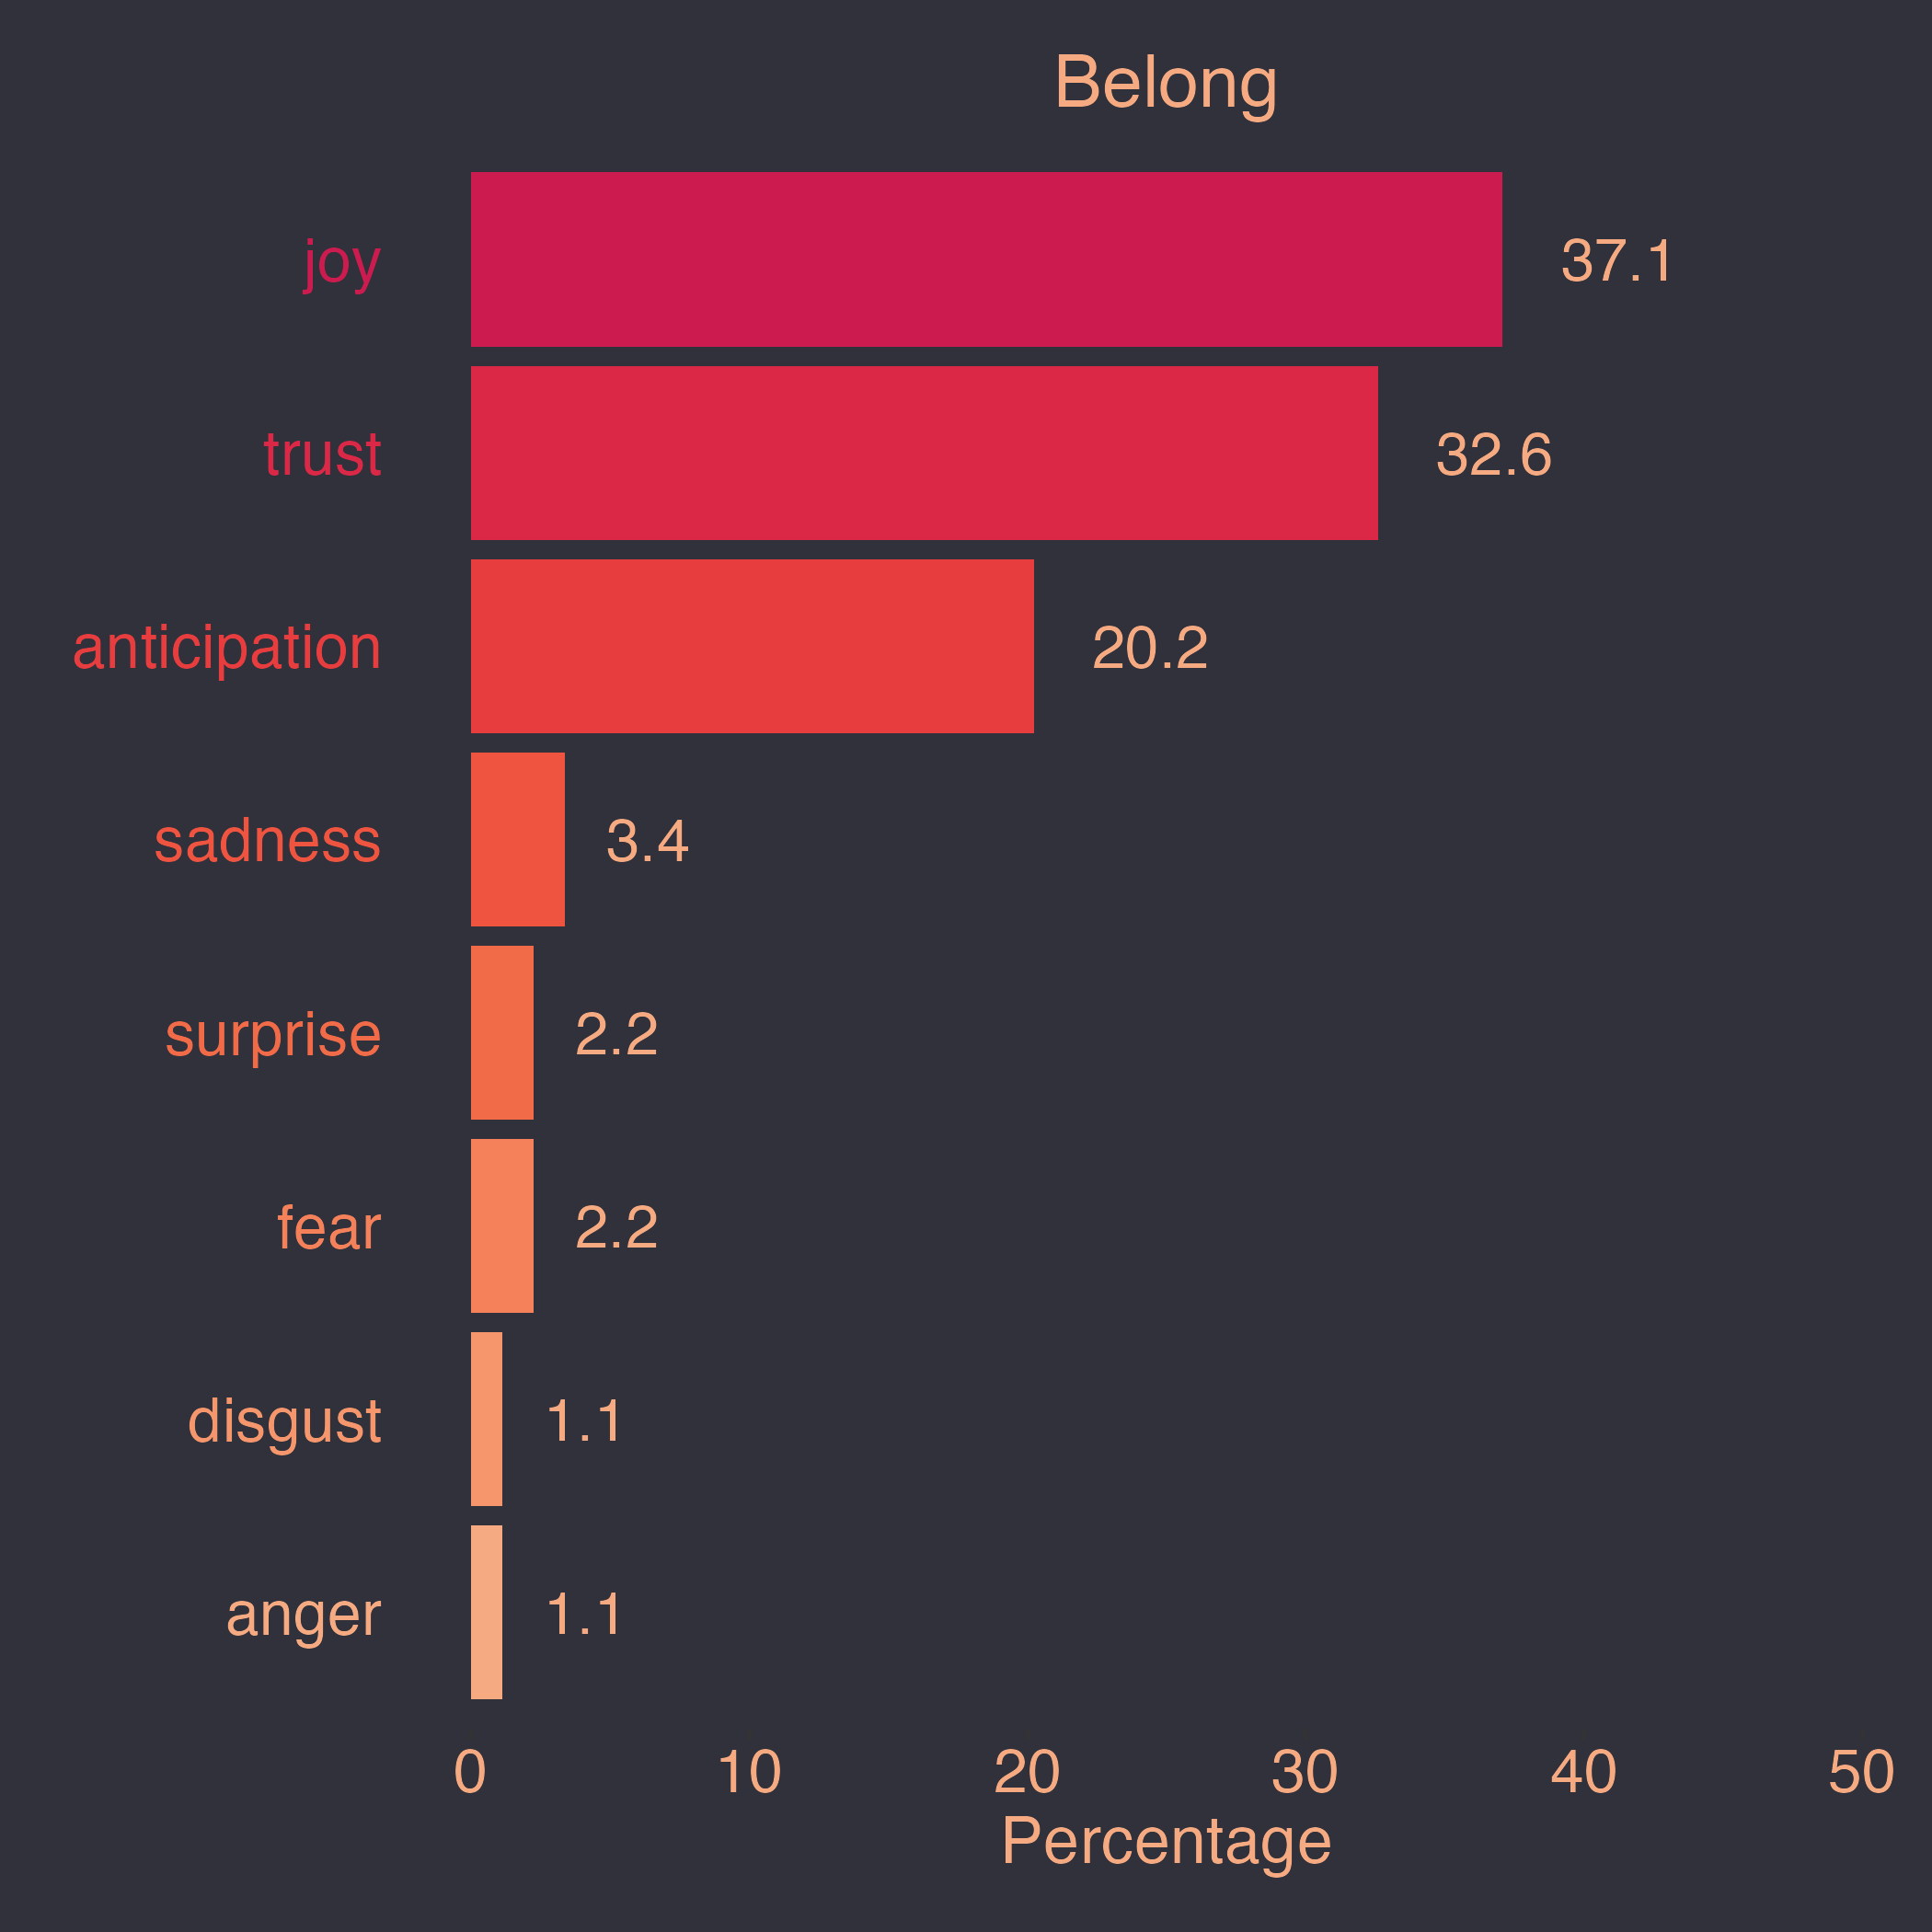 Belong
joy 37.1
trust 32.6
anticipation 20.2
sadness 3.4
surprise 2.2
fear 2.2
disgust 1.1
anger 1.1
0 10 20 30 40 50
Percentage